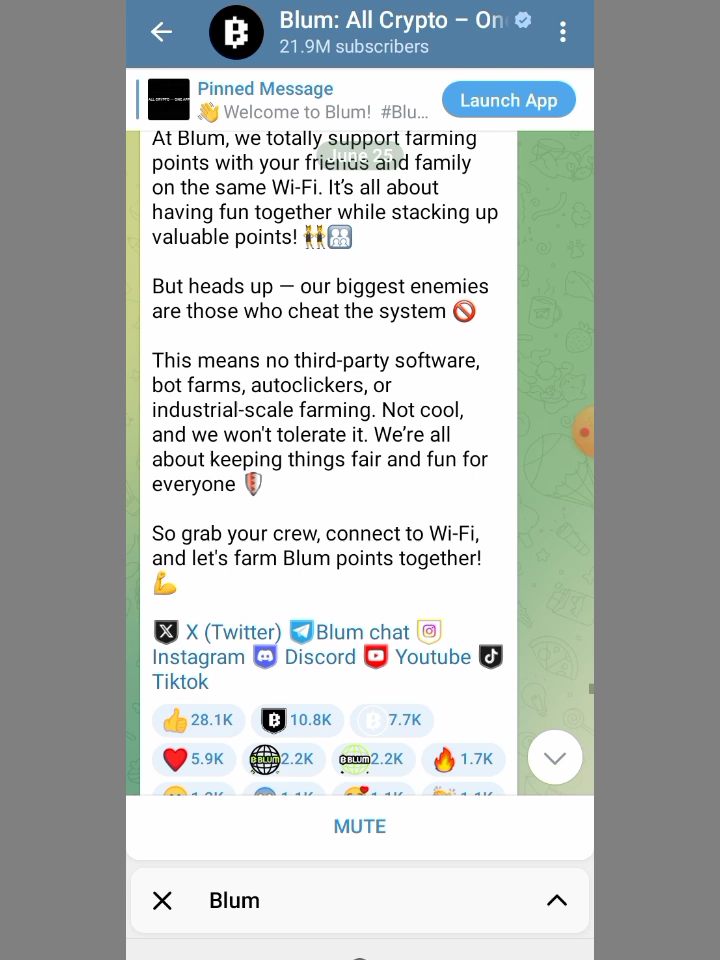 Blum: All Crypto – On
21.9M subscribers
Pinned Message
👋 Welcome to Blum! #Blu...
Launch App
ALL CRYPTO – ONE APP
June 25
At Blum, we totally support farming
points with your friends and family
on the same Wi-Fi. It’s all about
having fun together while stacking up
valuable points! 👯👨‍👩‍👧‍👦
But heads up — our biggest enemies
are those who cheat the system 🚫
This means no third-party software,
bot farms, autoclickers, or
industrial-scale farming. Not cool,
and we won't tolerate it. We’re all
about keeping things fair and fun for
everyone 🛡
So grab your crew, connect to Wi-Fi,
and let's farm Blum points together!
💪
X (Twitter) Blum chat
Instagram Discord Youtube
Tiktok
👍 28.1K 10.8K 7.7K
❤️ 5.9K BLUM 2.2K BLUM 2.2K 🔥 1.7K
MUTE
Blum